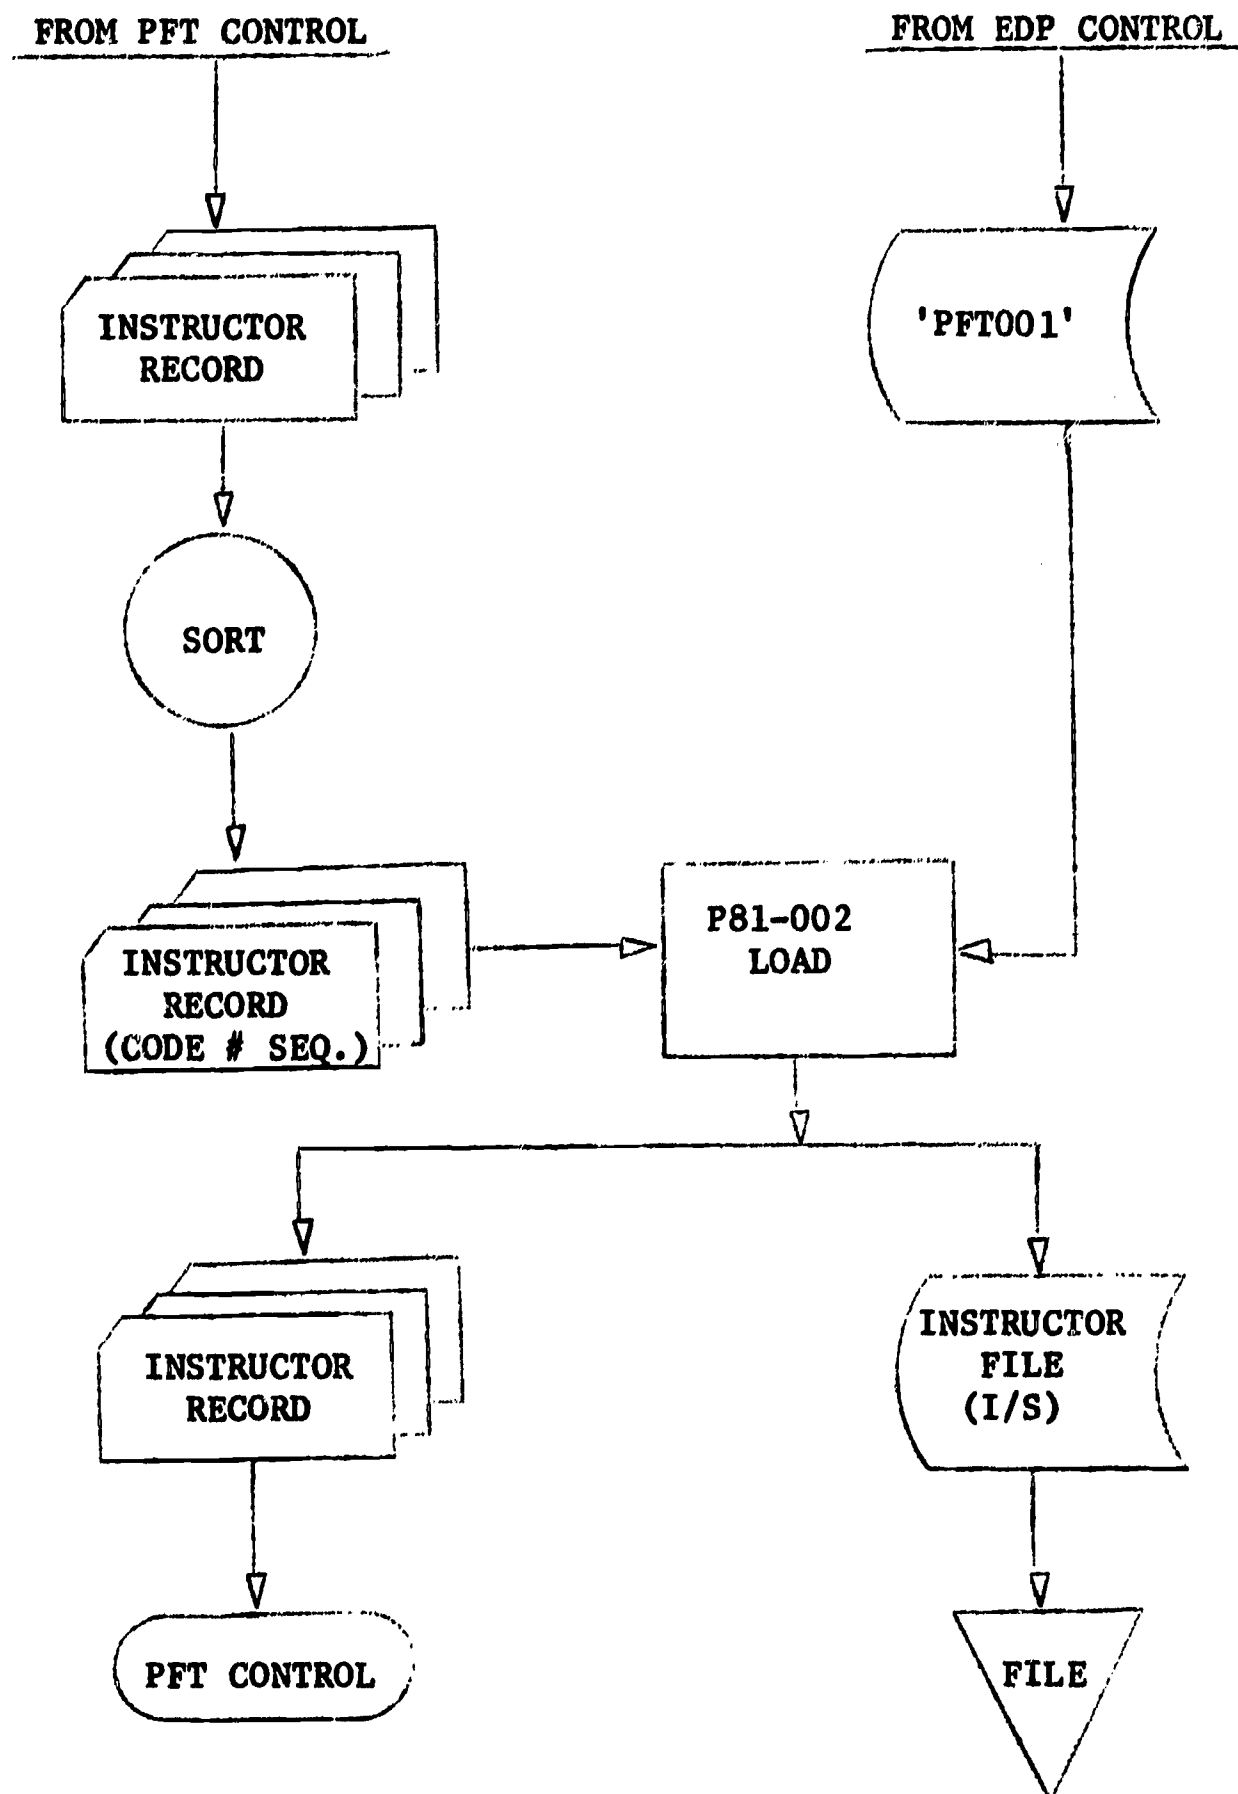 FROM PFT CONTROL
FROM EDP CONTROL
INSTRUCTOR
RECORD
'PFT001'
SORT
INSTRUCTOR
RECORD
(CODE # SEQ.)
P81-002
LOAD
INSTRUCTOR
RECORD
INSTRUCTOR
FILE
(I/S)
PFT CONTROL
FILE